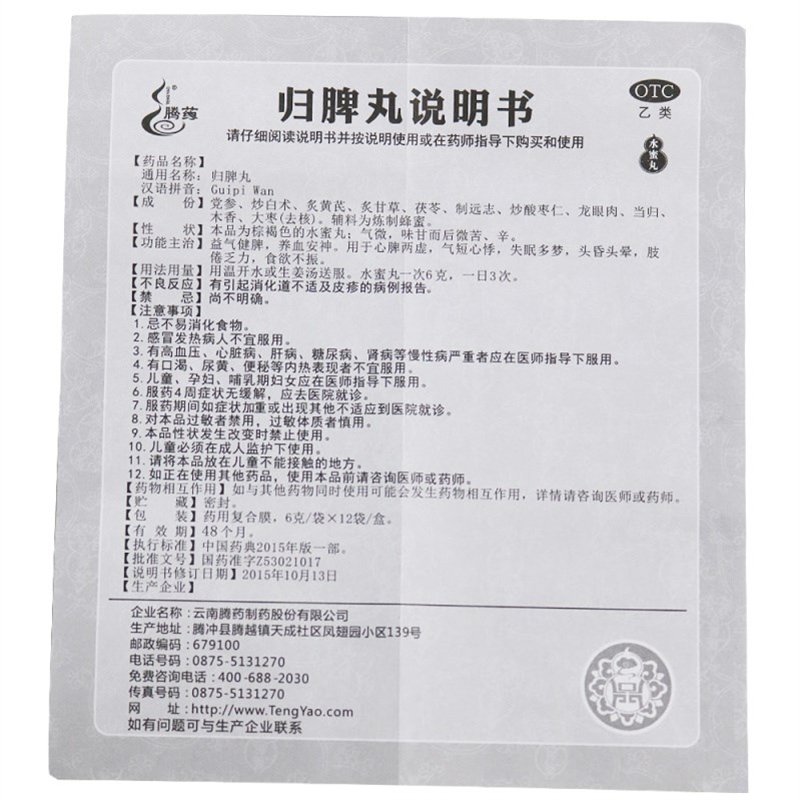 腾药
归脾丸说明书
OTC
乙类
请仔细阅读说明书并按说明使用或在药师指导下购买和使用
水蜜丸
【药品名称】
通用名称：归脾丸
汉语拼音：Guipi Wan
【成　　份】党参、炒白术、炙黄芪、炙甘草、茯苓、制远志、炒酸枣仁、龙眼肉、当归、
木香、大枣(去核)。辅料为炼制蜂蜜。
【性　　状】本品为棕褐色的水蜜丸；气微，味甘而后微苦、辛。
【功能主治】益气健脾，养血安神。用于心脾两虚，气短心悸，失眠多梦，头昏头晕，肢
倦乏力，食欲不振。
【用法用量】用温开水或生姜汤送服。水蜜丸一次6克，一日3次。
【不良反应】有引起消化道不适及皮疹的病例报告。
【禁　　忌】尚不明确。
【注意事项】
1. 忌不易消化食物。
2. 感冒发热病人不宜服用。
3. 有高血压、心脏病、肝病、糖尿病、肾病等慢性病严重者应在医师指导下服用。
4. 有口渴、尿黄、便秘等内热表现者不宜服用。
5. 儿童、孕妇、哺乳期妇女应在医师指导下服用。
6. 服药4周症状无缓解，应去医院就诊。
7. 服药期间如症状加重或出现其他不适应到医院就诊。
8. 对本品过敏者禁用，过敏体质者慎用。
9. 本品性状发生改变时禁止使用。
10. 儿童必须在成人监护下使用。
11. 请将本品放在儿童不能接触的地方。
12. 如正在使用其他药品，使用本品前请咨询医师或药师。
【药物相互作用】如与其他药物同时使用可能会发生药物相互作用，详情请咨询医师或药师。
【贮　　藏】密封。
【包　　装】药用复合膜，6克/袋×12袋/盒。
【有 效 期】48个月。
【执行标准】中国药典2015年版一部。
【批准文号】国药准字Z53021017
【说明书修订日期】2015年10月13日
【生产企业】
企业名称：云南腾药制药股份有限公司
生产地址：腾冲县腾越镇天成社区凤翅园小区139号
邮政编码：679100
电话号码：0875-5131270
免费咨询电话：400-688-2030
传真号码：0875-5131270
网　　址：http://www.TengYao.com
如有问题可与生产企业联系